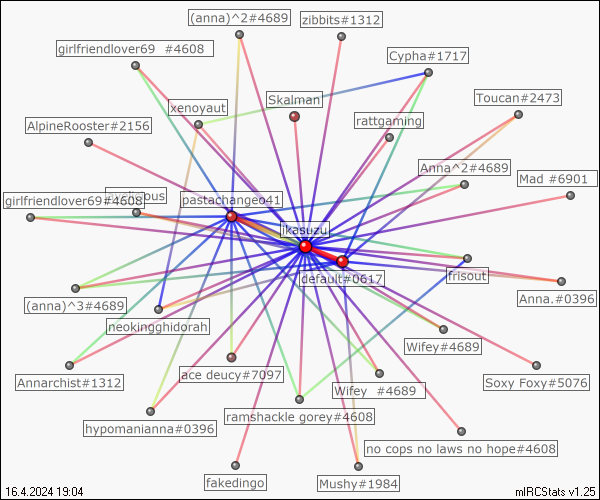 (anna)^2#4689
zibbits#1312
girlfriendlover69 #4608
Cypha#1717
Skalman
Toucan#2473
xenoyaut
rattgaming
AlpineRooster#2156
Anna^2#4689
Mad #6901
pastachangeo41
girlfriendlover69#4608
jikasuzu
default#0617
frisout
Anna.#0396
(anna)^3#4689
neokingghidorah
Wifey#4689
ace deucy#7097
Annarchist#1312
Wifey #4689
Soxy Foxy#5076
ramshackle gorey#4608
hypomanianna#0396
no cops no laws no hope#4608
fakedingo
Mushy#1984
16.4.2024 19:04
mIRCStats v1.25